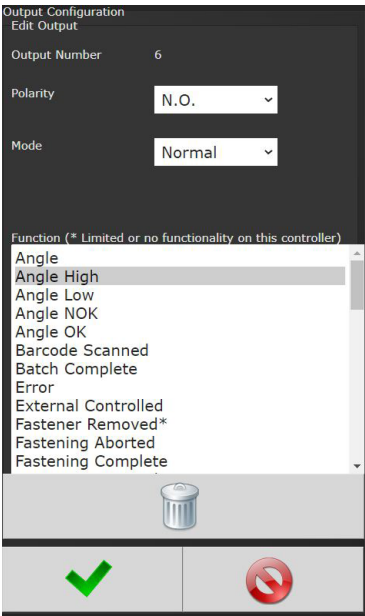 Output Configuration
Edit Output
Output Number 6
Polarity N.O.
Mode Normal
Function (* Limited or no functionality on this controller)
Angle
Angle High
Angle Low
Angle NOK
Angle OK
Barcode Scanned
Batch Complete
Error
External Controlled
Fastener Removed*
Fastening Aborted
Fastening Complete